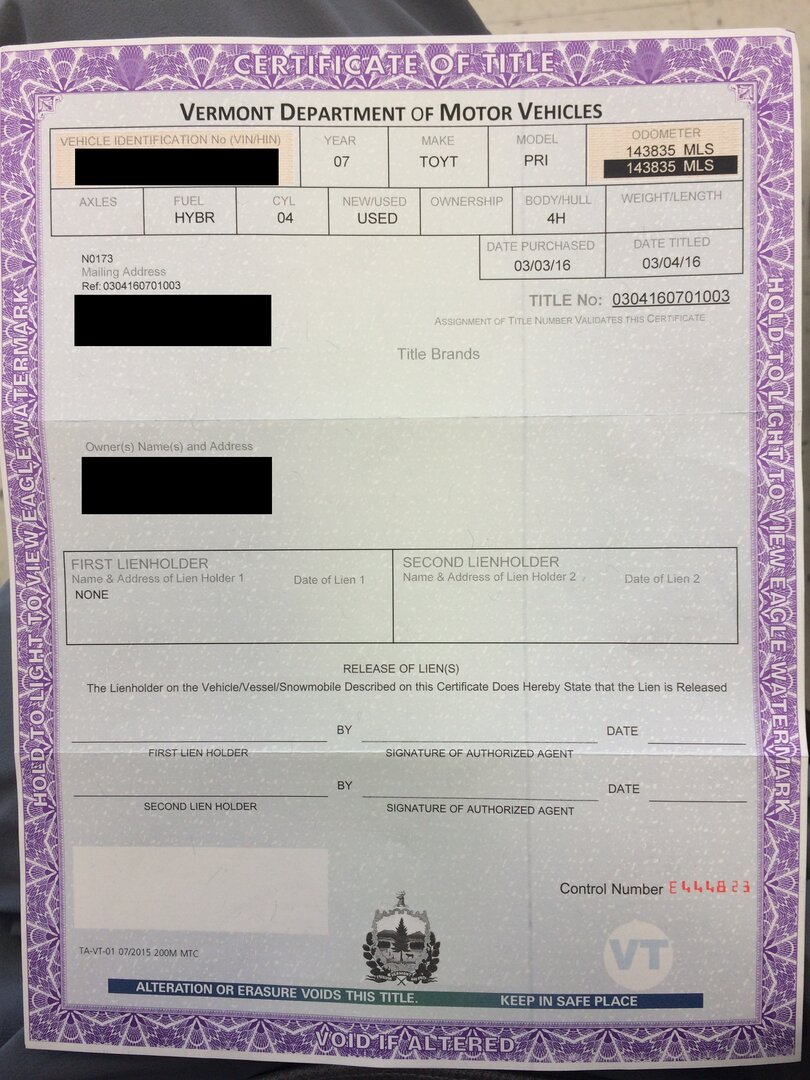 CERTIFICATE OF TITLE
VERMONT DEPARTMENT OF MOTOR VEHICLES
VEHICLE IDENTIFICATION No (VIN/HIN)
YEAR
07
MAKE
TOYT
MODEL
PRI
ODOMETER
143835 MLS
143835 MLS
AXLES
FUEL
HYBR
CYL
04
NEW/USED
USED
OWNERSHIP
BODY/HULL
4H
WEIGHT/LENGTH
DATE PURCHASED
03/03/16
DATE TITLED
03/04/16
N0173
Mailing Address
Ref: 0304160701003
TITLE No: 0304160701003
ASSIGNMENT OF TITLE NUMBER VALIDATES THIS CERTIFICATE
Title Brands
Owner(s) Name(s) and Address
FIRST LIENHOLDER
Name & Address of Lien Holder 1 Date of Lien 1
NONE
SECOND LIENHOLDER
Name & Address of Lien Holder 2 Date of Lien 2
RELEASE OF LIEN(S)
The Lienholder on the Vehicle/Vessel/Snowmobile Described on this Certificate Does Hereby State that the Lien is Released
BY DATE
FIRST LIEN HOLDER SIGNATURE OF AUTHORIZED AGENT
BY DATE
SECOND LIEN HOLDER SIGNATURE OF AUTHORIZED AGENT
Control Number E444823
TA-VT-01 07/2015 200M MTC
VT
ALTERATION OR ERASURE VOIDS THIS TITLE. KEEP IN SAFE PLACE
VOID IF ALTERED
HOLD TO LIGHT TO VIEW EAGLE WATERMARK
HOLD TO LIGHT TO VIEW EAGLE WATERMARK